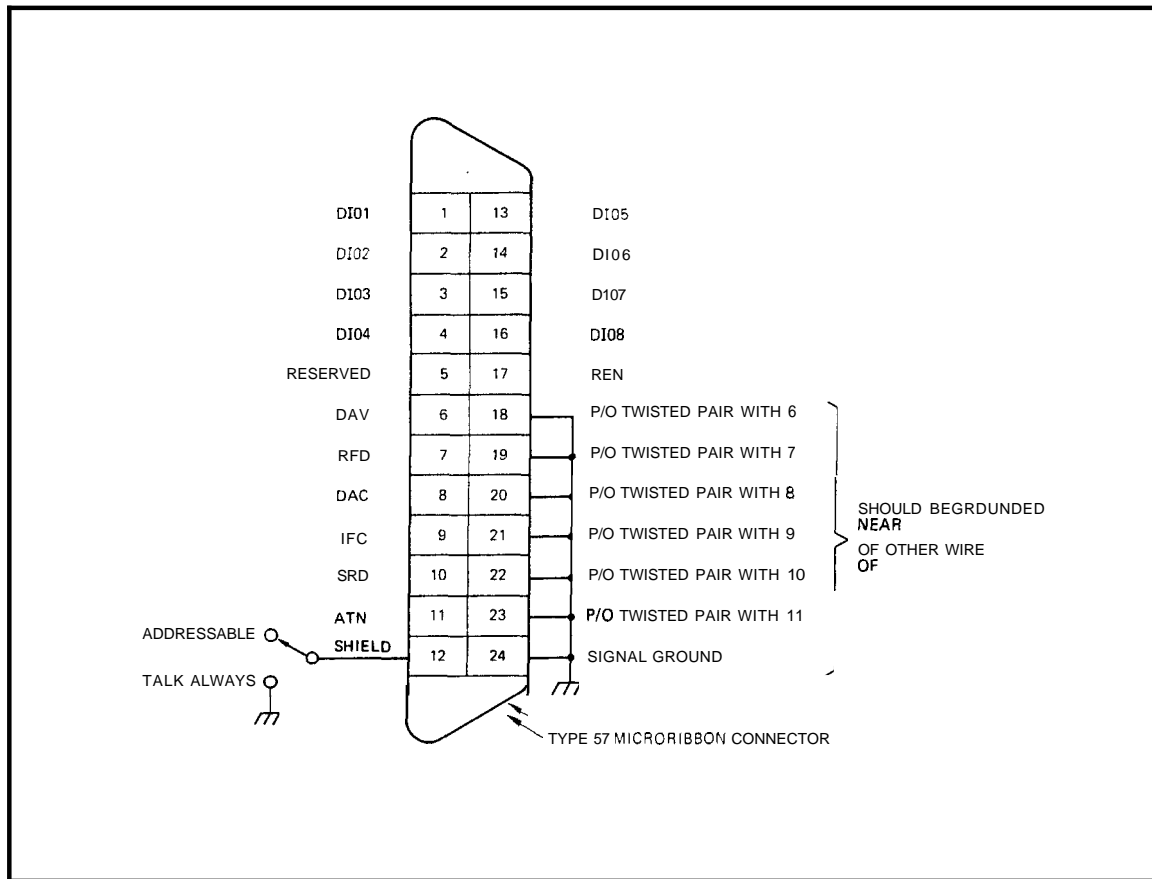 DI01 1 13 DI05
DI02 2 14 DI06
DI03 3 15 D107
DI04 4 16 DI08
RESERVED 5 17 REN
DAV 6 18 P/O TWISTED PAIR WITH 6
RFD 7 19 P/O TWISTED PAIR WITH 7
DAC 8 20 P/O TWISTED PAIR WITH 8
IFC 9 21 P/O TWISTED PAIR WITH 9
SRD 10 22 P/O TWISTED PAIR WITH 10
ATN 11 23 P/O TWISTED PAIR WITH 11
SHIELD 12 24 SIGNAL GROUND
SHOULD BEGRDUNDED
NEAR
OF OTHER WIRE
OF
ADDRESSABLE
TALK ALWAYS
TYPE 57 MICRORIBBON CONNECTOR